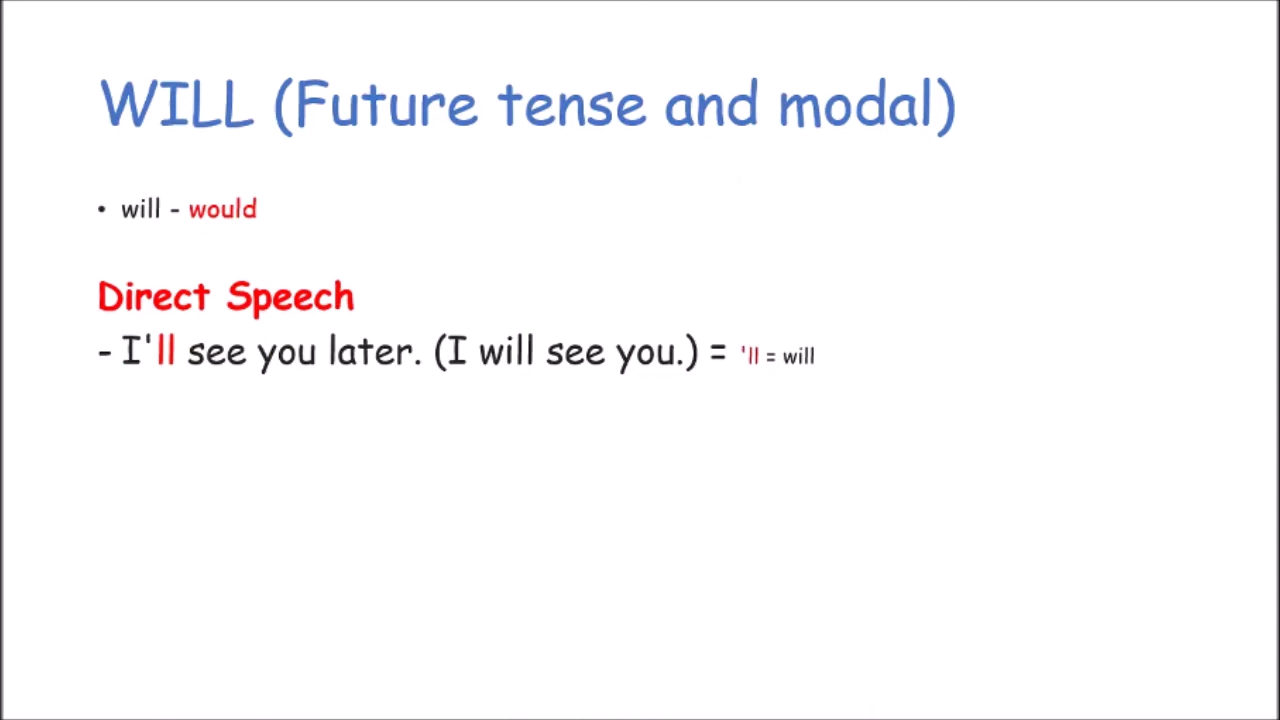 WILL (Future tense and modal)
• will - would
Direct Speech
- I'll see you later. (I will see you.) = 'll = will